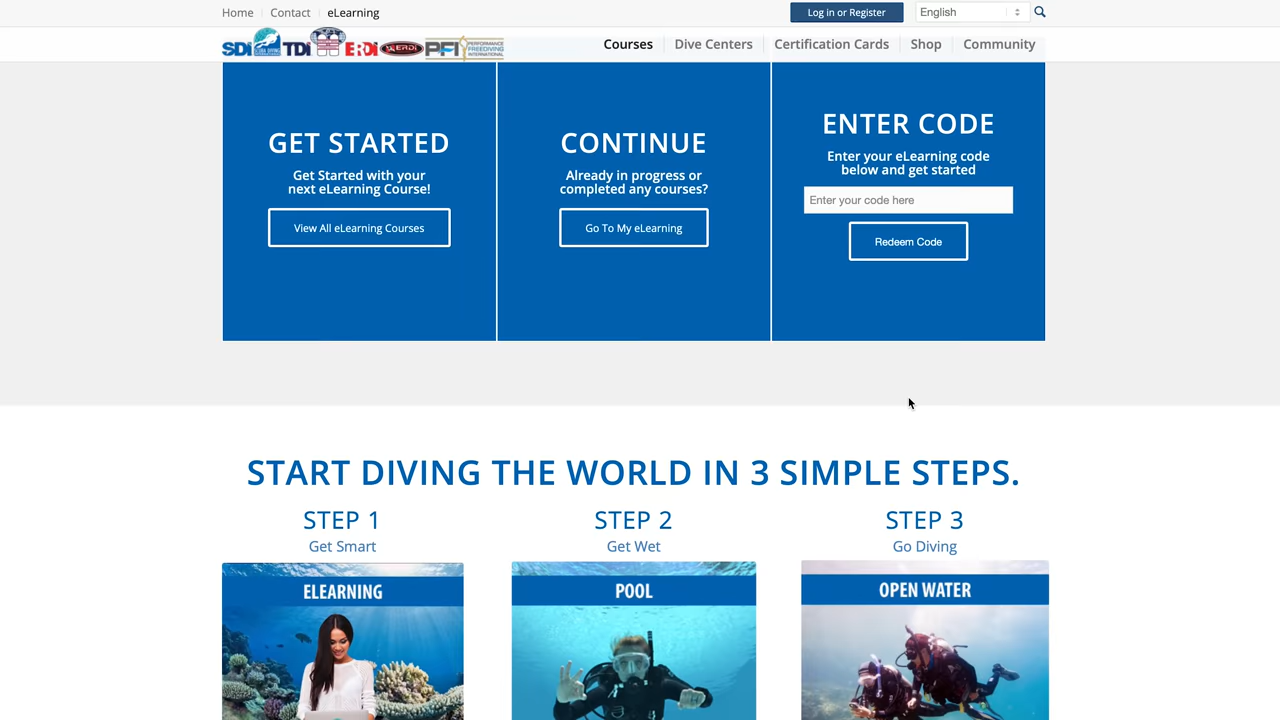 Home
Contact
eLearning
Log in or Register
English
SDI
TDI
ERDI
ERDI
PFI
PERFORMANCE
FREEDIVING
INTERNATIONAL
Courses
Dive Centers
Certification Cards
Shop
Community
GET STARTED
Get Started with your
next eLearning Course!
View All eLearning Courses
CONTINUE
Already in progress or
completed any courses?
Go To My eLearning
ENTER CODE
Enter your eLearning code
below and get started
Enter your code here
Redeem Code
START DIVING THE WORLD IN 3 SIMPLE STEPS.
STEP 1
Get Smart
ELEARNING
STEP 2
Get Wet
POOL
STEP 3
Go Diving
OPEN WATER